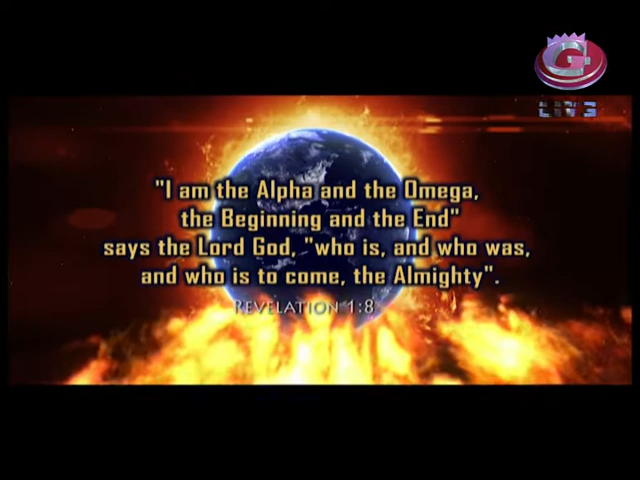 G
LIVE
"I am the Alpha and the Omega,
the Beginning and the End"
says the Lord God, "who is, and who was,
and who is to come, the Almighty".
REVELATION 1:8